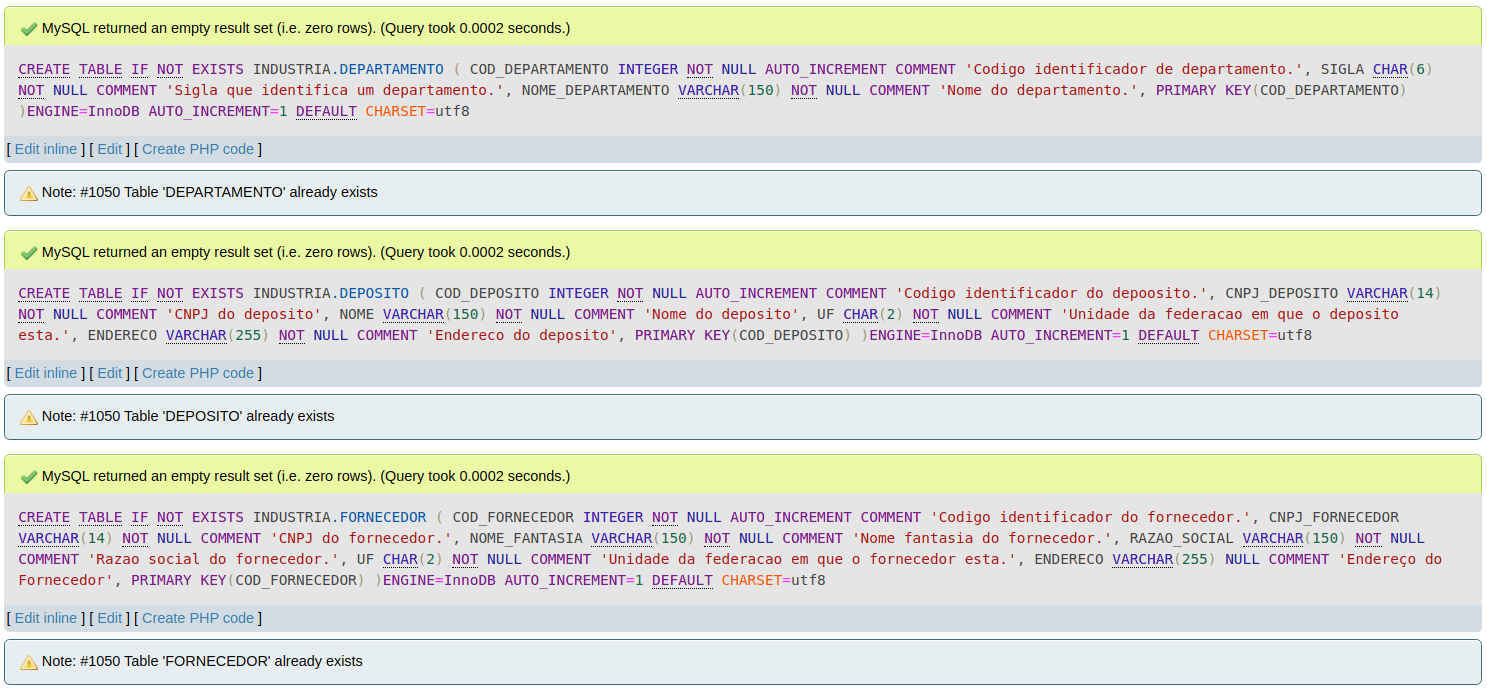 MySQL returned an empty result set (i.e. zero rows). (Query took 0.0002 seconds.)
CREATE TABLE IF NOT EXISTS INDUSTRIA.DEPARTAMENTO ( COD_DEPARTAMENTO INTEGER NOT NULL AUTO_INCREMENT COMMENT 'Codigo identificador de departamento.', SIGLA CHAR(6)
NOT NULL COMMENT 'Sigla que identifica um departamento.', NOME_DEPARTAMENTO VARCHAR(150) NOT NULL COMMENT 'Nome do departamento.', PRIMARY KEY(COD_DEPARTAMENTO)
)ENGINE=InnoDB AUTO_INCREMENT=1 DEFAULT CHARSET=utf8
[ Edit inline ] [ Edit ] [ Create PHP code ]
Note: #1050 Table 'DEPARTAMENTO' already exists
MySQL returned an empty result set (i.e. zero rows). (Query took 0.0002 seconds.)
CREATE TABLE IF NOT EXISTS INDUSTRIA.DEPOSITO ( COD_DEPOSITO INTEGER NOT NULL AUTO_INCREMENT COMMENT 'Codigo identificador do depoosito.', CNPJ_DEPOSITO VARCHAR(14)
NOT NULL COMMENT 'CNPJ do deposito', NOME VARCHAR(150) NOT NULL COMMENT 'Nome do deposito', UF CHAR(2) NOT NULL COMMENT 'Unidade da federacao em que o deposito
esta.', ENDERECO VARCHAR(255) NOT NULL COMMENT 'Endereco do deposito', PRIMARY KEY(COD_DEPOSITO) )ENGINE=InnoDB AUTO_INCREMENT=1 DEFAULT CHARSET=utf8
[ Edit inline ] [ Edit ] [ Create PHP code ]
Note: #1050 Table 'DEPOSITO' already exists
MySQL returned an empty result set (i.e. zero rows). (Query took 0.0002 seconds.)
CREATE TABLE IF NOT EXISTS INDUSTRIA.FORNECEDOR ( COD_FORNECEDOR INTEGER NOT NULL AUTO_INCREMENT COMMENT 'Codigo identificador do fornecedor.', CNPJ_FORNECEDOR
VARCHAR(14) NOT NULL COMMENT 'CNPJ do fornecedor.', NOME_FANTASIA VARCHAR(150) NOT NULL COMMENT 'Nome fantasia do fornecedor.', RAZAO_SOCIAL VARCHAR(150) NOT NULL
COMMENT 'Razao social do fornecedor.', UF CHAR(2) NOT NULL COMMENT 'Unidade da federacao em que o fornecedor esta.', ENDERECO VARCHAR(255) NULL COMMENT 'Endereço do
Fornecedor', PRIMARY KEY(COD_FORNECEDOR) )ENGINE=InnoDB AUTO_INCREMENT=1 DEFAULT CHARSET=utf8
[ Edit inline ] [ Edit ] [ Create PHP code ]
Note: #1050 Table 'FORNECEDOR' already exists